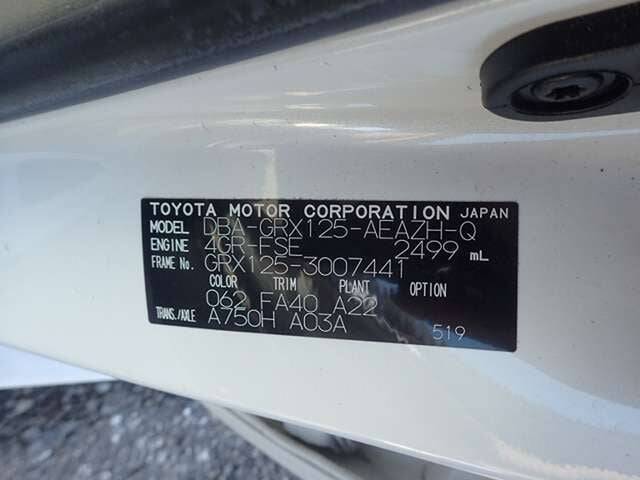 TOYOTA MOTOR CORPORATION JAPAN
MODEL DBA-GRX125-AEAZH-Q
ENGINE 4GR-FSE 2499 mL
FRAME No. GRX125-3007441
COLOR TRIM PLANT OPTION
062 FA40 A22
TRANS./AXLE A750H A03A 519